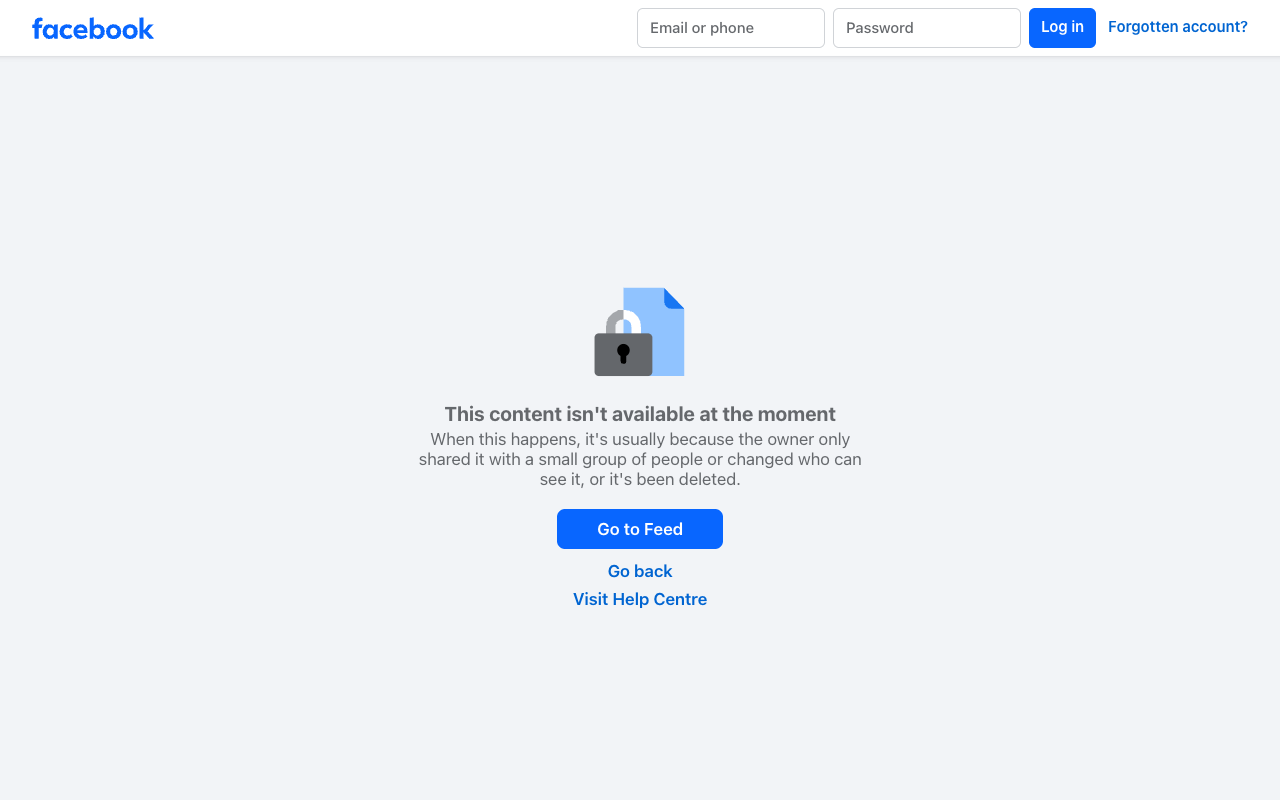 facebook
Email or phone
Password
Log in
Forgotten account?
This content isn't available at the moment
When this happens, it's usually because the owner only
shared it with a small group of people or changed who can
see it, or it's been deleted.
Go to Feed
Go back
Visit Help Centre